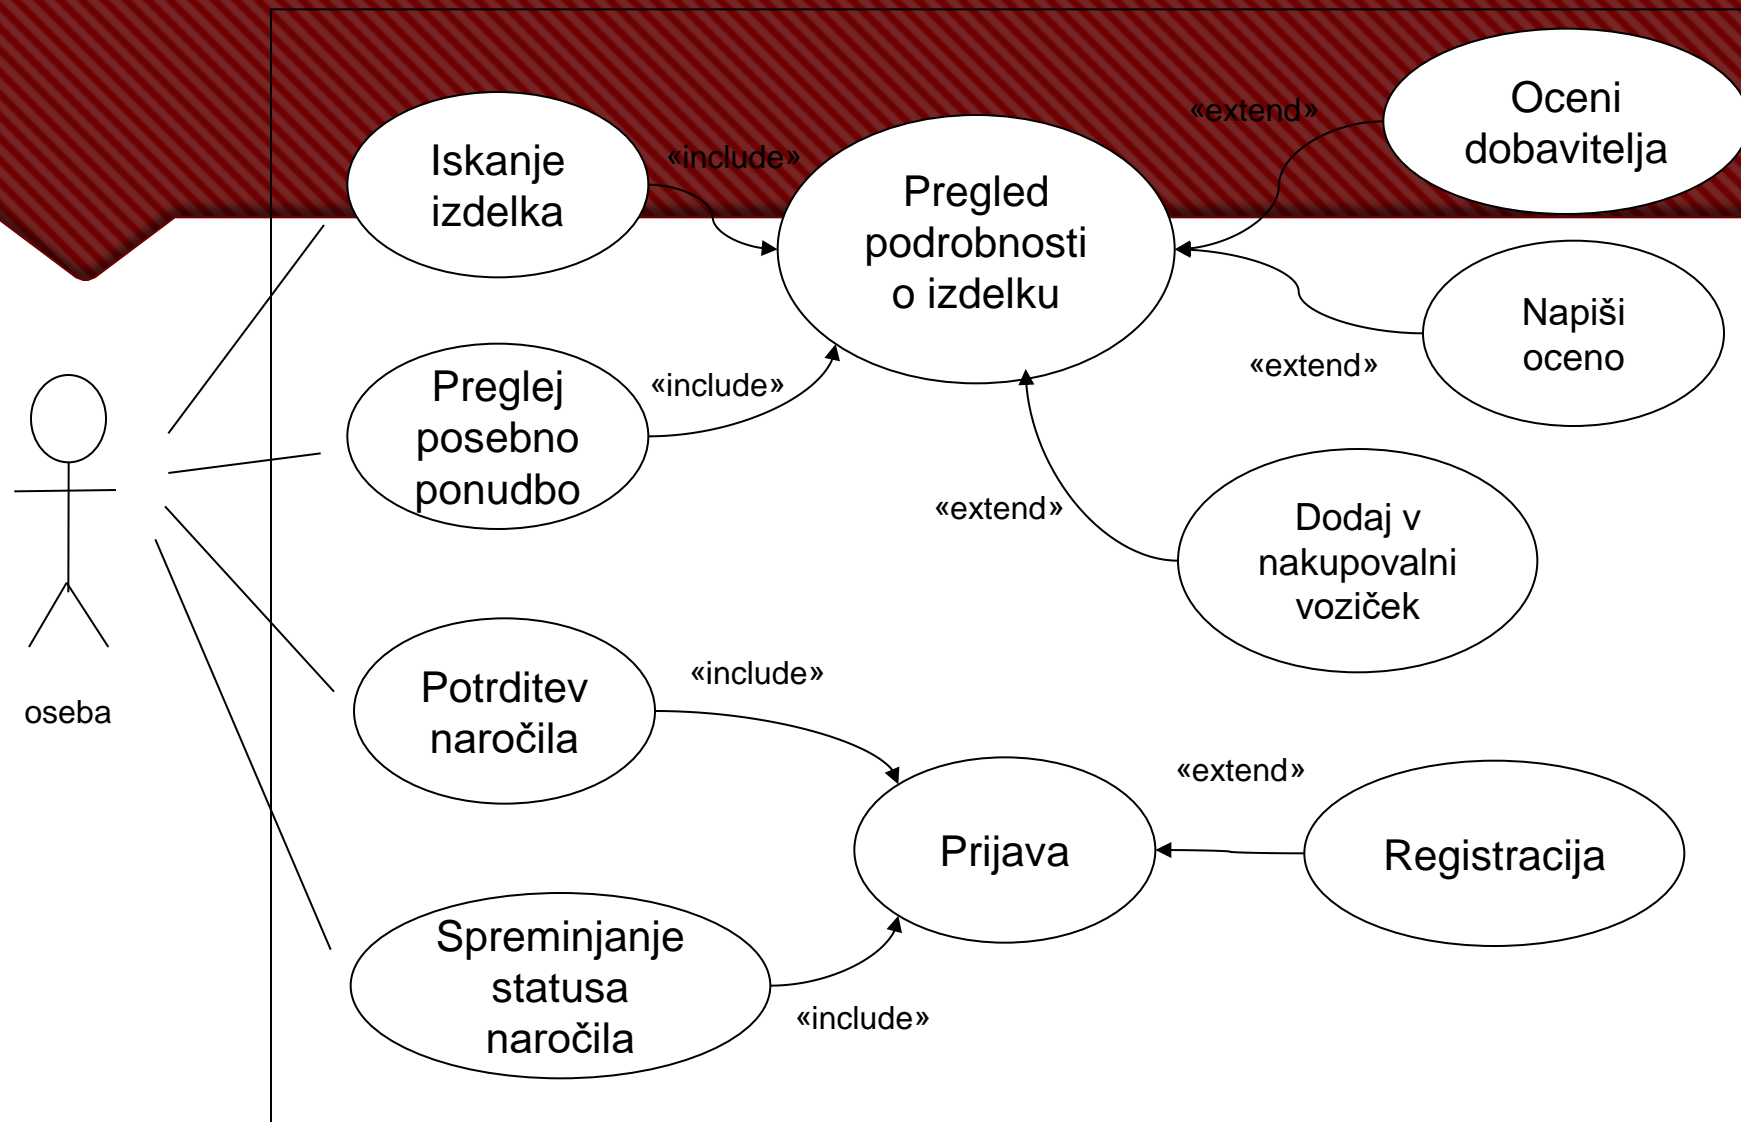 Oceni
dobavitelja
«extend»
Iskanje
izdelka
«include»
Pregled
podrobnosti
o izdelku
Napiši
oceno
«extend»
Preglej
posebno
ponudbo
«include»
«extend»
Dodaj v
nakupovalni
voziček
oseba
Potrditev
naročila
«include»
«extend»
Prijava
Registracija
Spreminjanje
statusa
naročila
«include»